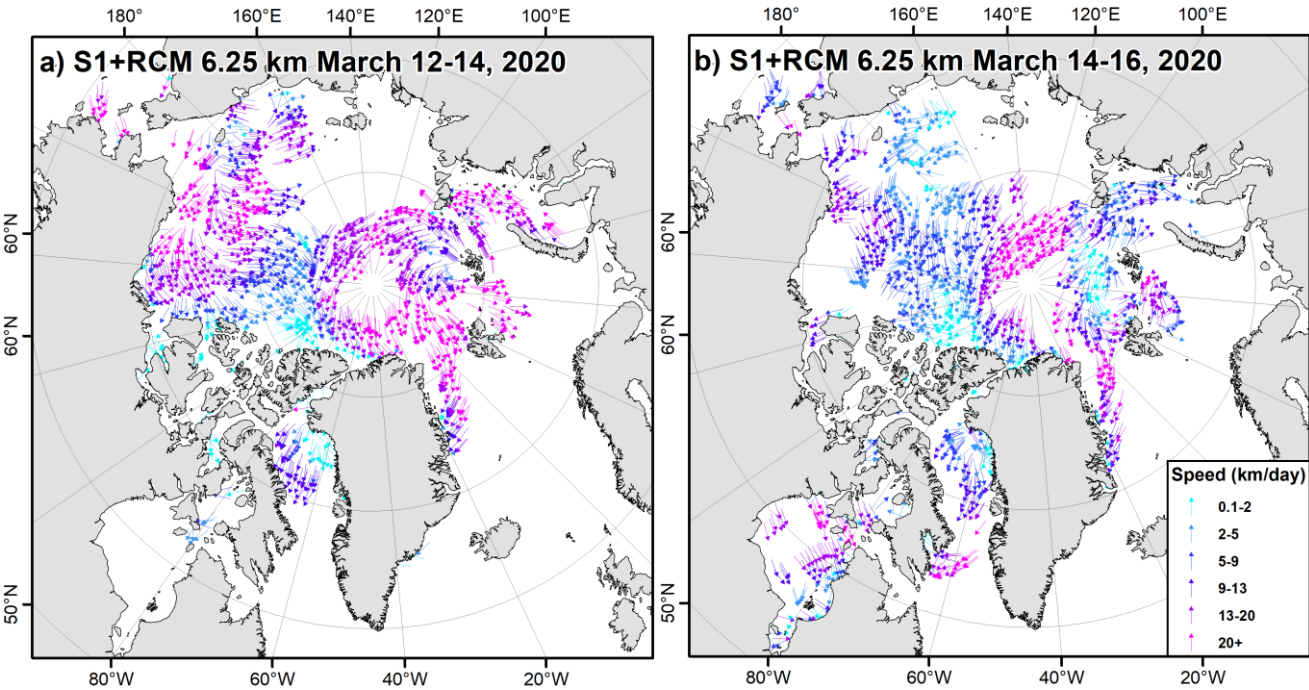 180° 160°E 140°E 120°E 100°E
a) S1+RCM 6.25 km March 12-14, 2020
60°N
60°N
50°N
80°W 60°W 40°W 20°W
180° 160°E 140°E 120°E 100°E
b) S1+RCM 6.25 km March 14-16, 2020
60°N
60°N
50°N
Speed (km/day)
0.1-2
2-5
5-9
9-13
13-20
20+
80°W 60°W 40°W 20°W